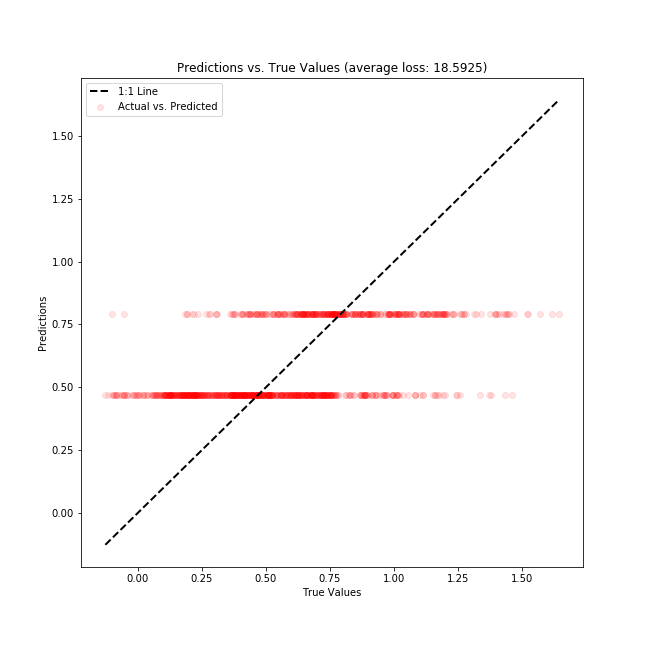 Predictions vs. True Values (average loss: 18.5925)
1:1 Line
Actual vs. Predicted
1.50
1.25
1.00
0.75
0.50
0.25
0.00
Predictions
0.00 0.25 0.50 0.75 1.00 1.25 1.50
True Values